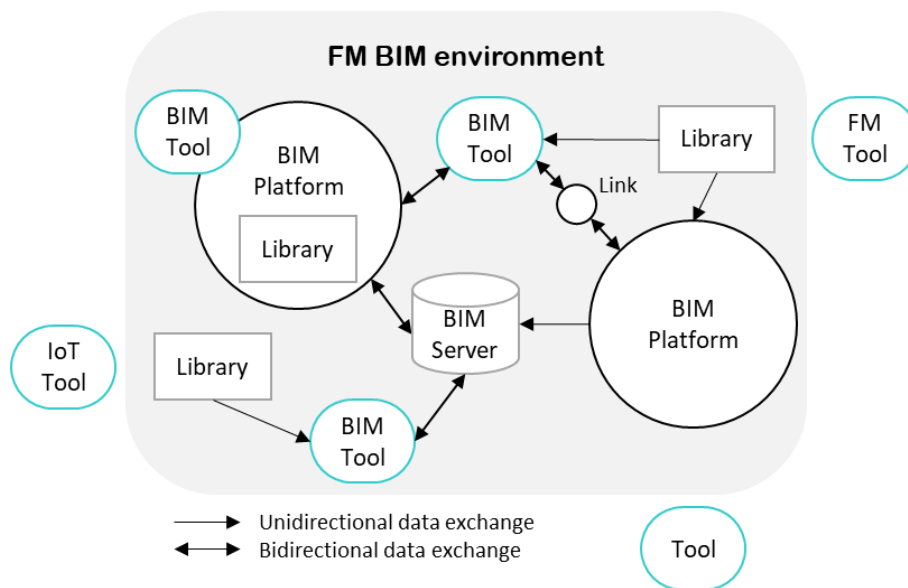 FM BIM environment
BIM
Tool
BIM
Platform
Library
BIM
Tool
Library
FM
Tool
Link
BIM
Platform
BIM
Server
IoT
Tool
Library
BIM
Tool
Unidirectional data exchange
Bidirectional data exchange
Tool